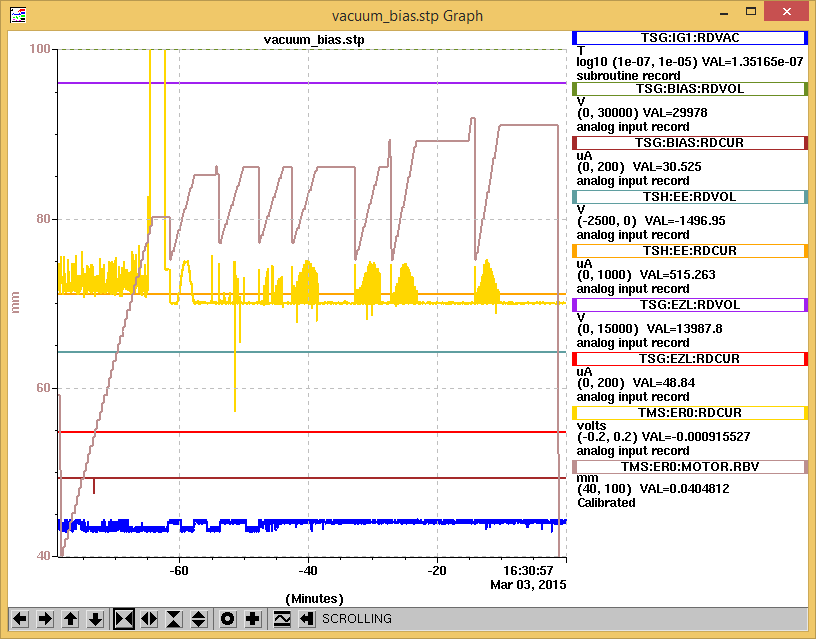 vacuum_bias.stp Graph
vacuum_bias.stp
100
80
60
40
mm
-60
-40
-20
16:30:57
Mar 03, 2015
(Minutes)
TSG:IG1:RDVAC
T
log10 (1e-07, 1e-05) VAL=1.35165e-07
subroutine record
TSG:BIAS:RDVOL
V
(0, 30000) VAL=29978
analog input record
TSG:BIAS:RDCUR
uA
(0, 200) VAL=30.525
analog input record
TSH:EE:RDVOL
V
(-2500, 0) VAL=-1496.95
analog input record
TSH:EE:RDCUR
uA
(0, 1000) VAL=515.263
analog input record
TSG:EZL:RDVOL
V
(0, 15000) VAL=13987.8
analog input record
TSG:EZL:RDCUR
uA
(0, 200) VAL=48.84
analog input record
TMS:ER0:RDCUR
volts
(-0.2, 0.2) VAL=-0.000915527
analog input record
TMS:ER0:MOTOR.RBV
mm
(40, 100) VAL=0.0404812
Calibrated
SCROLLING